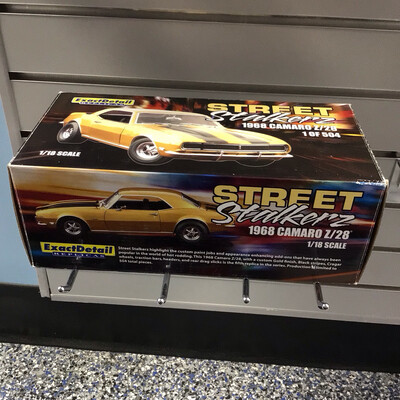 ExactDetail
REPLICAS
STREET
Stalkerz
1968 CAMARO Z/28
1 OF 504
1/18 SCALE
STREET
Stalkerz
1968 CAMARO Z/28
1/18 SCALE
ExactDetail
REPLICAS
Street Stalkers highlight the custom paint jobs and appearance enhancing add-ons that have always been
popular in the world of hot rodding. This 1968 Camaro Z/28, with a custom Gold finish, Black stripes, Cragar
wheels, traction bars, headers, and rear drag slicks is the fifth replica in the series. Production is limited to
504 total pieces.